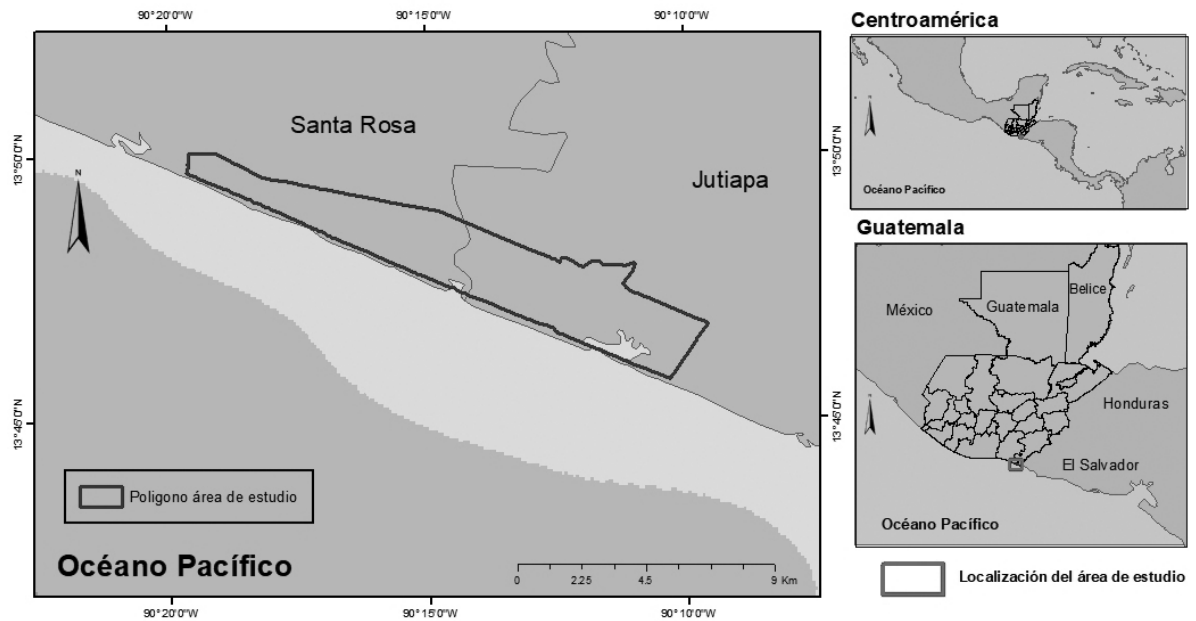 90°20'0"W
90°15'0"W
90°10'0"W
13°50'0"N
13°45'0"N
Santa Rosa
Jutiapa
N
Poligono área de estudio
Océano Pacífico
0 2.25 4.5 9 Km
13°50'0"N
13°45'0"N
90°20'0"W
90°15'0"W
90°10'0"W
Centroamérica
N
Océano Pacífico
Guatemala
México
Guatemala
Belice
Honduras
El Salvador
N
Océano Pacífico
Localización del área de estudio